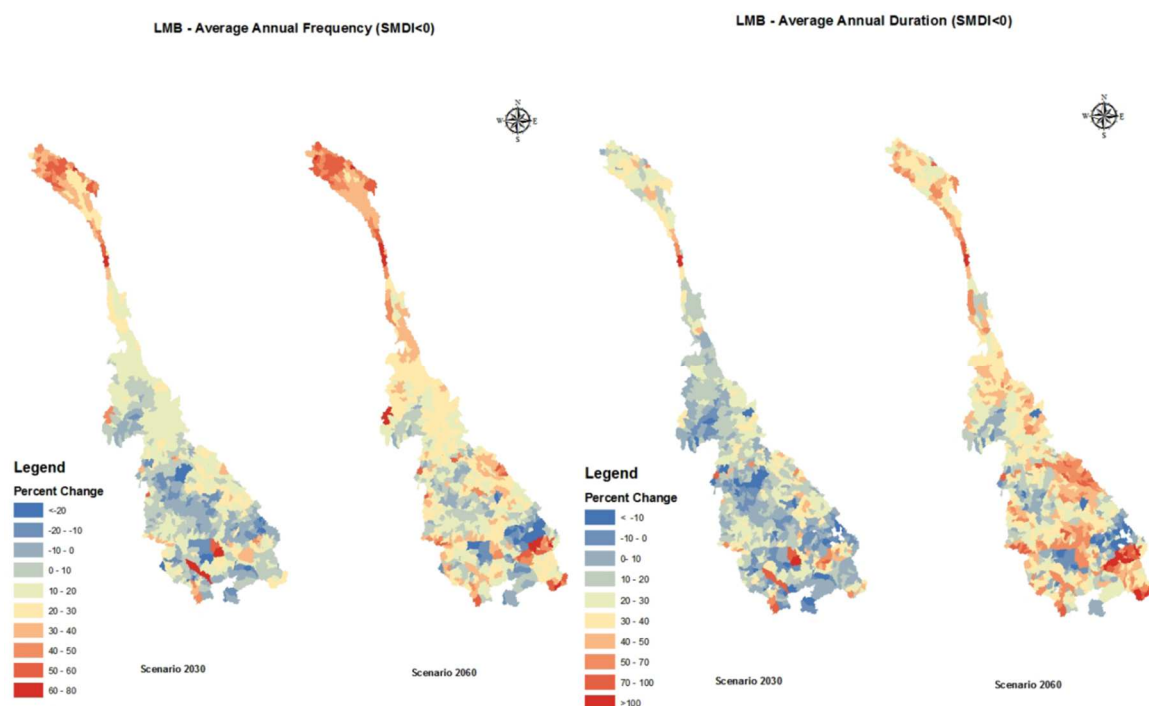 LMB - Average Annual Frequency (SMDI<0)
N
W E
S
Legend
Percent Change
<-20
-20 - -10
-10 - 0
0 - 10
10 - 20
20 - 30
30 - 40
40 - 50
50 - 60
60 - 80
Scenario 2030
Scenario 2060
LMB - Average Annual Duration (SMDI<0)
N
W E
S
Legend
Percent Change
< -10
-10 - 0
0- 10
10 - 20
20 - 30
30 - 40
40 - 50
50 - 70
70 - 100
>100
Scenario 2030
Scenario 2060